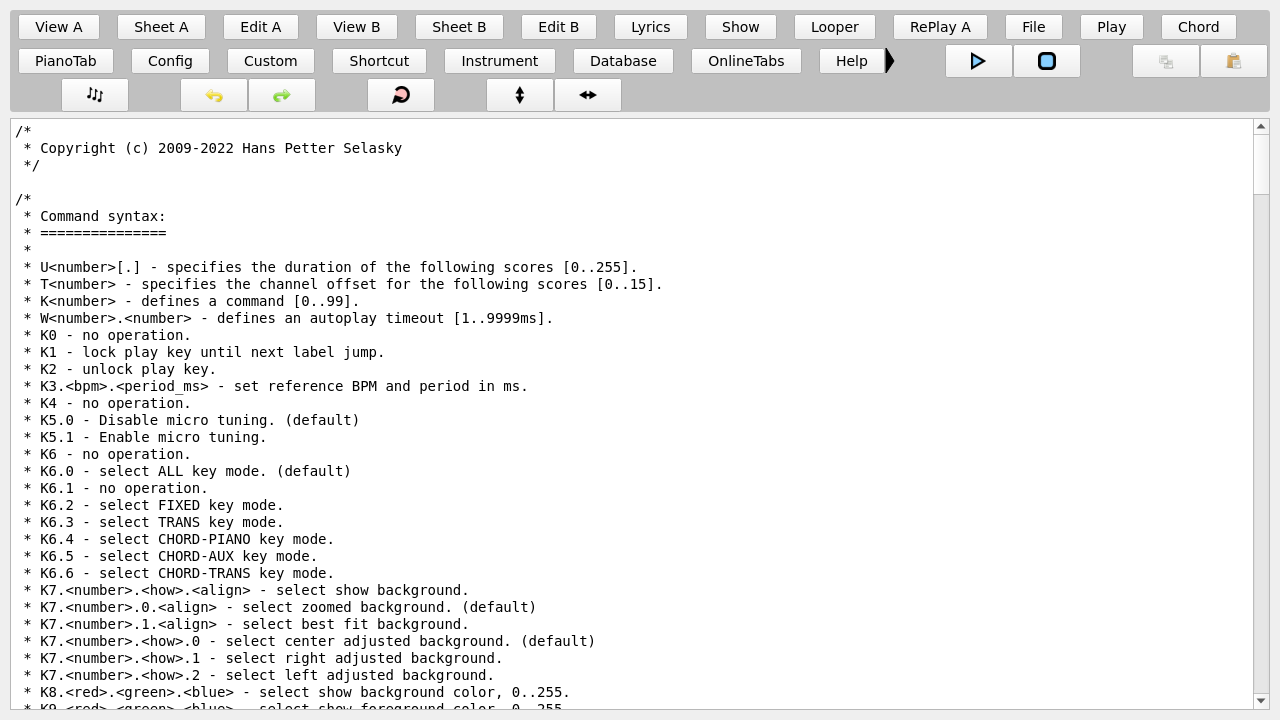 View A Sheet A Edit A View B Sheet B Edit B Lyrics Show Looper RePlay A File Play Chord
PianoTab Config Custom Shortcut Instrument Database OnlineTabs Help
/*
 * Copyright (c) 2009-2022 Hans Petter Selasky
 */
/*
 * Command syntax:
 * ===============
 *
 * U<number>[.] - specifies the duration of the following scores [0..255].
 * T<number> - specifies the channel offset for the following scores [0..15].
 * K<number> - defines a command [0..99].
 * W<number>.<number> - defines an autoplay timeout [1..9999ms].
 * K0 - no operation.
 * K1 - lock play key until next label jump.
 * K2 - unlock play key.
 * K3.<bpm>.<period_ms> - set reference BPM and period in ms.
 * K4 - no operation.
 * K5.0 - Disable micro tuning. (default)
 * K5.1 - Enable micro tuning.
 * K6 - no operation.
 * K6.0 - select ALL key mode. (default)
 * K6.1 - no operation.
 * K6.2 - select FIXED key mode.
 * K6.3 - select TRANS key mode.
 * K6.4 - select CHORD-PIANO key mode.
 * K6.5 - select CHORD-AUX key mode.
 * K6.6 - select CHORD-TRANS key mode.
 * K7.<number>.<how>.<align> - select show background.
 * K7.<number>.0.<align> - select zoomed background. (default)
 * K7.<number>.1.<align> - select best fit background.
 * K7.<number>.<how>.0 - select center adjusted background. (default)
 * K7.<number>.<how>.1 - select right adjusted background.
 * K7.<number>.<how>.2 - select left adjusted background.
 * K8.<red>.<green>.<blue> - select show background color, 0..255.
 * K9.<red>.<green>.<blue> - select show foreground color, 0..255.